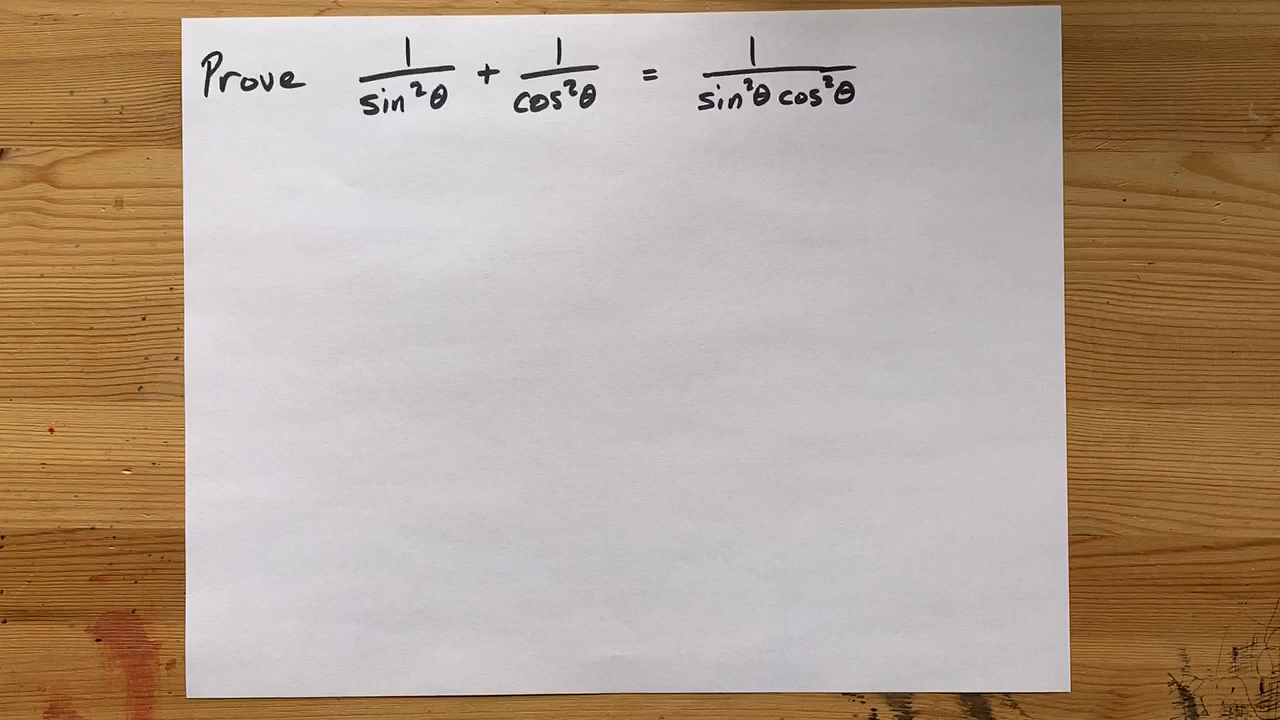 Prove 1/sin²θ + 1/cos²θ = 1/sin²θ cos²θ